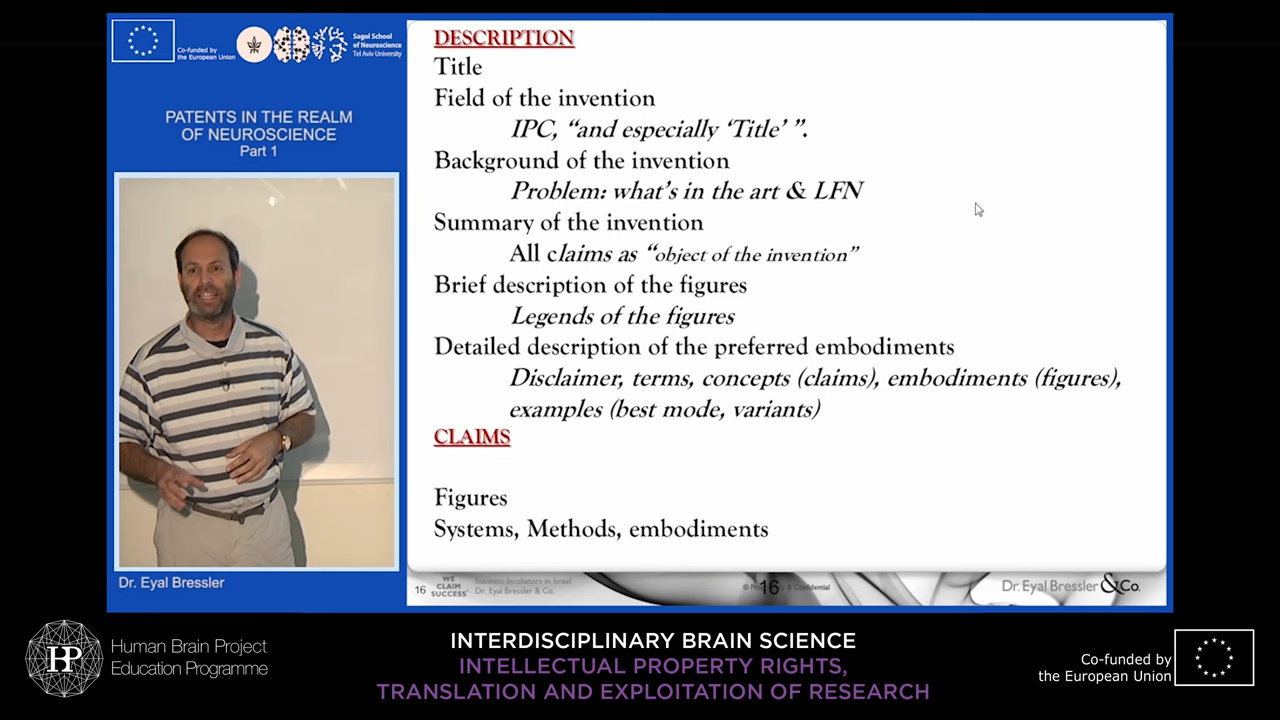 Co-funded by
the European Union
Sagol School
of Neuroscience
Tel Aviv University
PATENTS IN THE REALM
OF NEUROSCIENCE
Part 1
Dr. Eyal Bressler
DESCRIPTION
Title
Field of the invention
IPC, “and especially ‘Title’ ”.
Background of the invention
Problem: what’s in the art & LFN
Summary of the invention
All claims as “object of the invention”
Brief description of the figures
Legends of the figures
Detailed description of the preferred embodiments
Disclaimer, terms, concepts (claims), embodiments (figures),
examples (best mode, variants)
CLAIMS
Figures
Systems, Methods, embodiments
16
WE
CLAIM
SUCCESS
Business Incubators in Israel
Dr. Eyal Bressler & Co.
16 & Confidential
Dr. Eyal Bressler & Co.
HP
Human Brain Project
Education Programme
INTERDISCIPLINARY BRAIN SCIENCE
INTELLECTUAL PROPERTY RIGHTS,
TRANSLATION AND EXPLOITATION OF RESEARCH
Co-funded by
the European Union